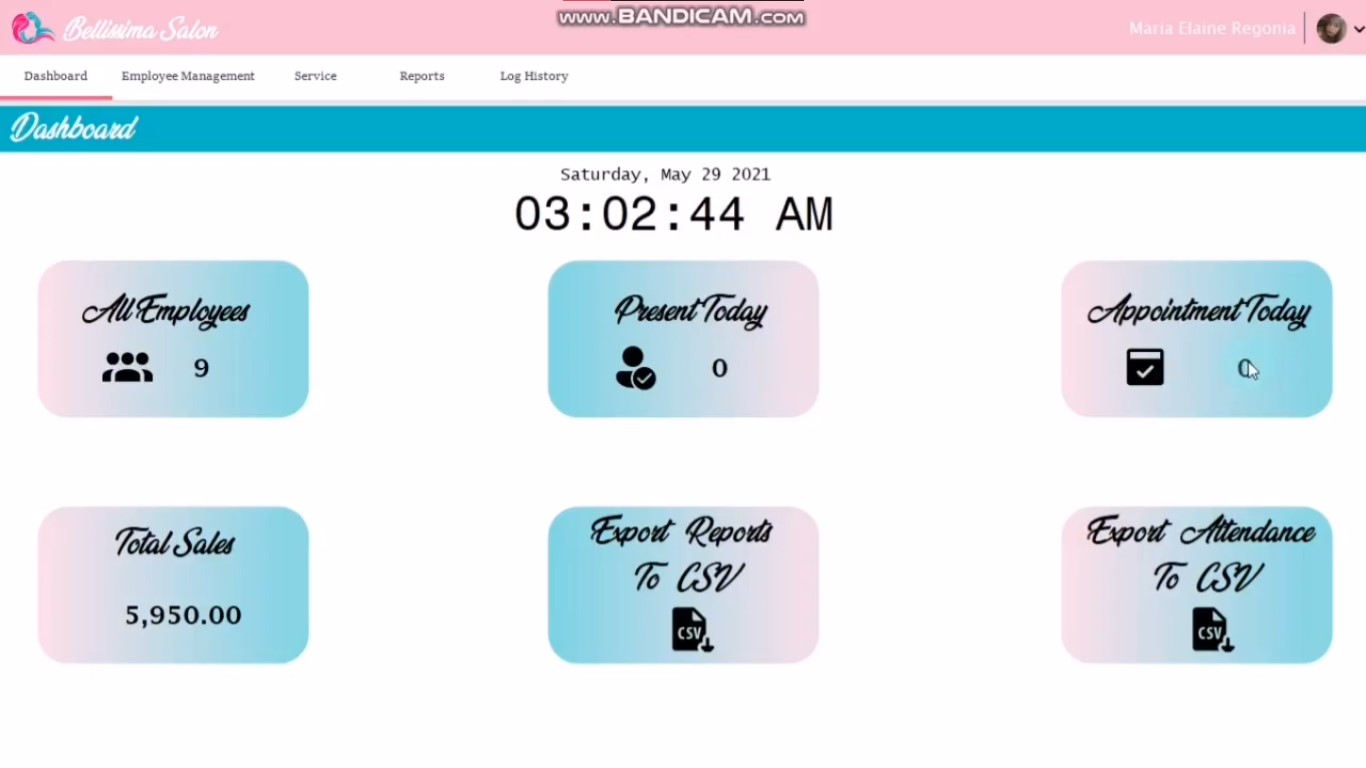 www.BANDICAM.com
Bellissima Salon
Maria Elaine Regonia
Dashboard
Employee Management
Service
Reports
Log History
Dashboard
Saturday, May 29 2021
03:02:44 AM
All Employees
9
Present Today
0
Appointment Today
0
Total Sales
5,950.00
Export Reports
To CSV
CSV
Export Attendance
To CSV
CSV